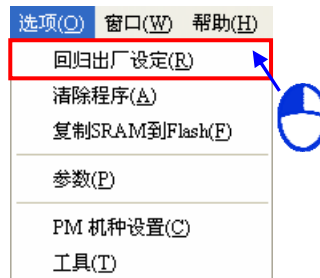 选项(O) 窗口(W) 帮助(H)
回归出厂设定(R)
清除程序(A)
复制SRAM到Flash(F)
参数(P)
PM 机种设置(C)
工具(T)